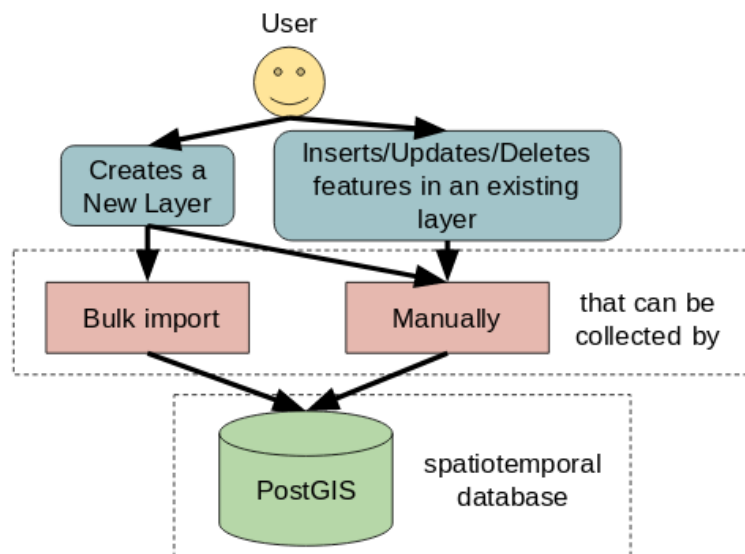 User
Creates a
New Layer
Inserts/Updates/Deletes
features in an existing
layer
Bulk import
Manually
that can be
collected by
PostGIS
spatiotemporal
database